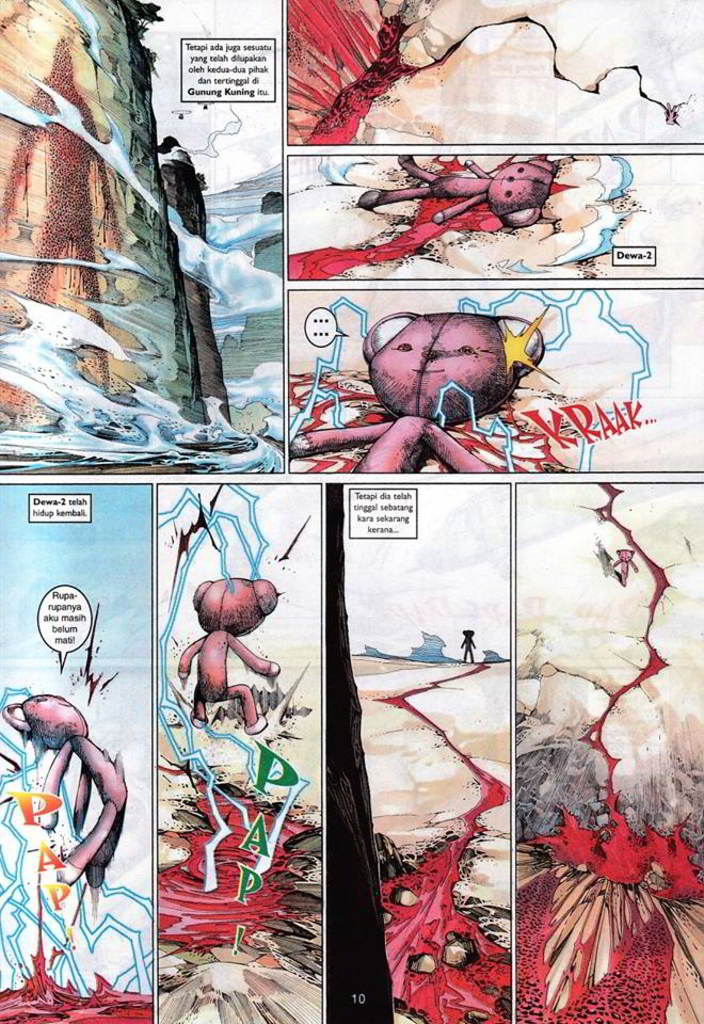 Tetapi ada juga sesuatu
yang telah dilupakan
oleh kedua-dua pihak
dan tertinggal di
Gunung Kuning itu.
Dewa-2
...
...
KRAAK...
Dewa-2 telah
hidup kembali.
Rupa-
rupanya
aku masih
belum
mati!
PAP!
PAP!
Tetapi dia telah
tinggal sebatang
kara sekarang
kerana...
10